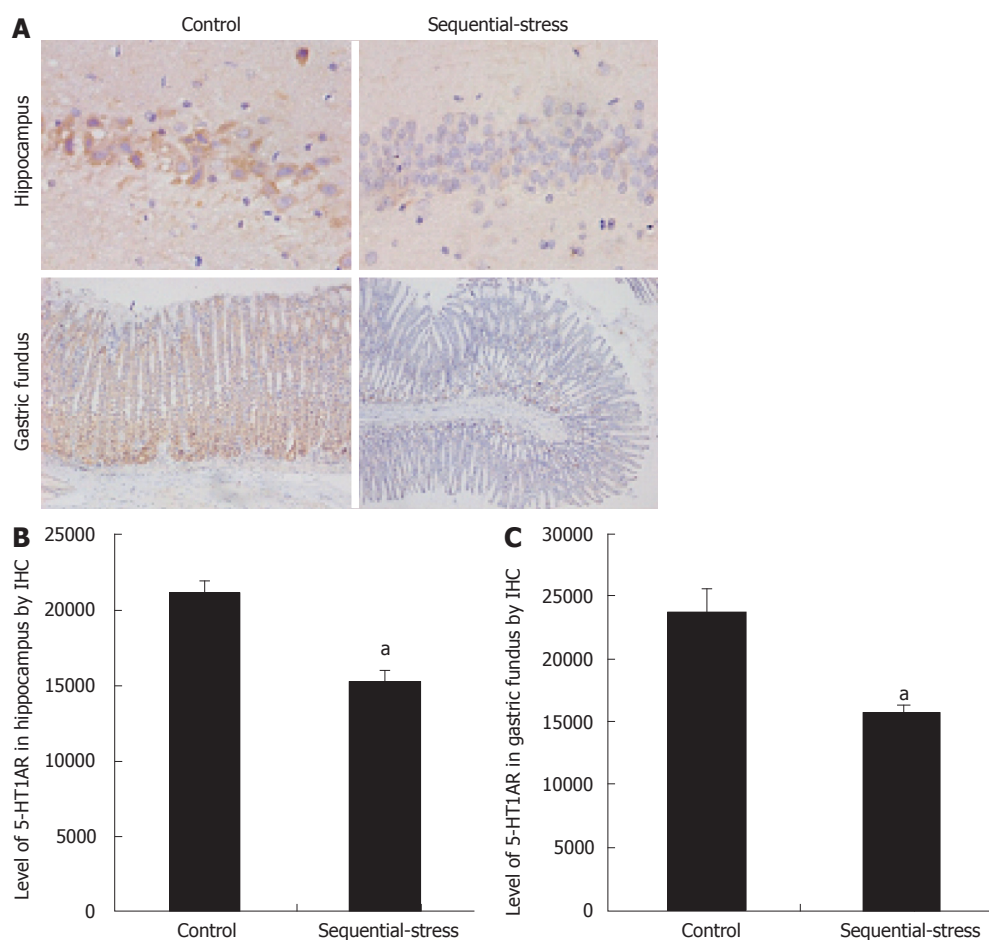 A
Control
Sequential-stress
Hippocampus
Gastric fundus
B
Level of 5-HT1AR in hippocampus by IHC
25000
20000
15000
10000
5000
0
a
Control
Sequential-stress
C
Level of 5-HT1AR in gastric fundus by IHC
30000
25000
20000
15000
10000
5000
0
a
Control
Sequential-stress